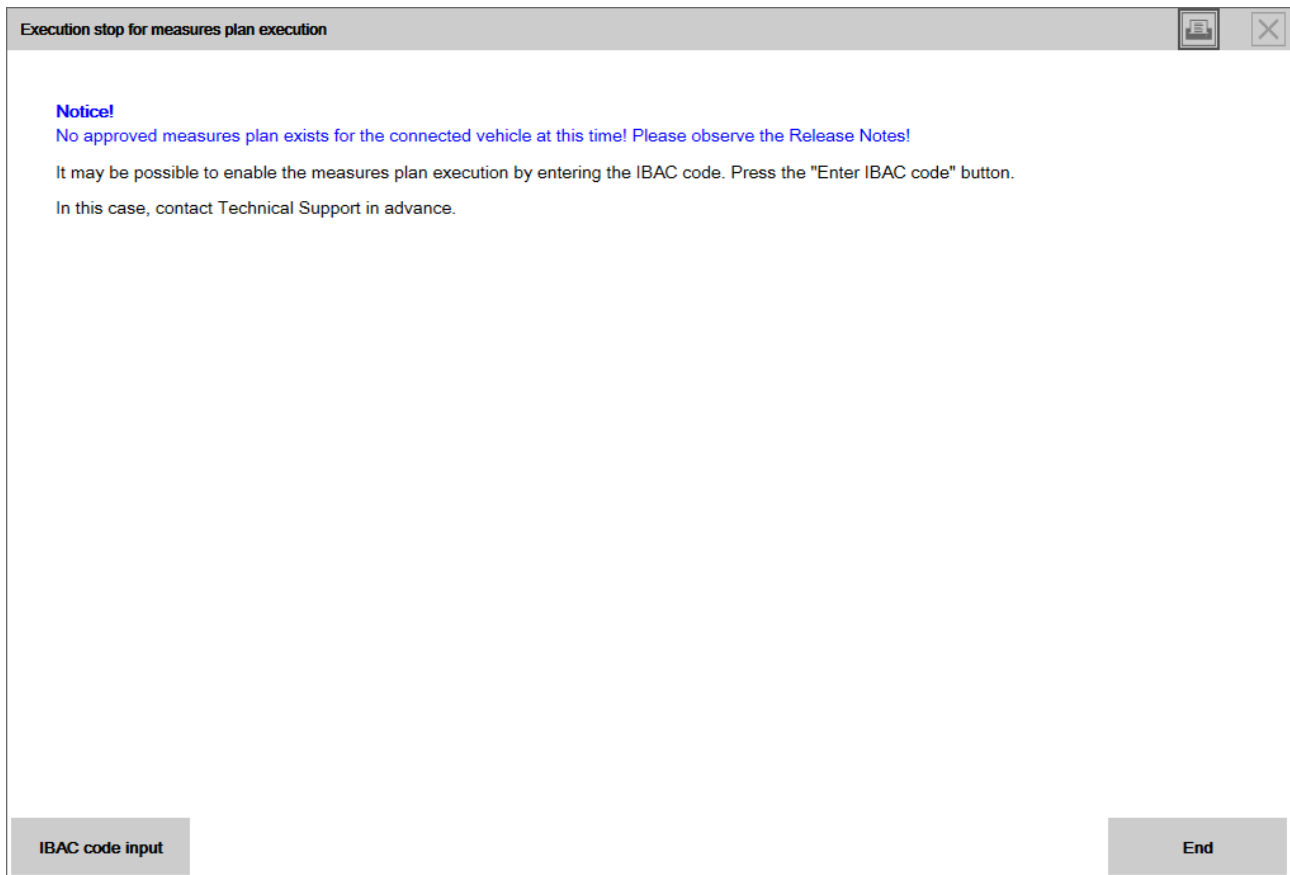 Execution stop for measures plan execution
Notice!
No approved measures plan exists for the connected vehicle at this time! Please observe the Release Notes!
It may be possible to enable the measures plan execution by entering the IBAC code. Press the "Enter IBAC code" button.
In this case, contact Technical Support in advance.
IBAC code input
End